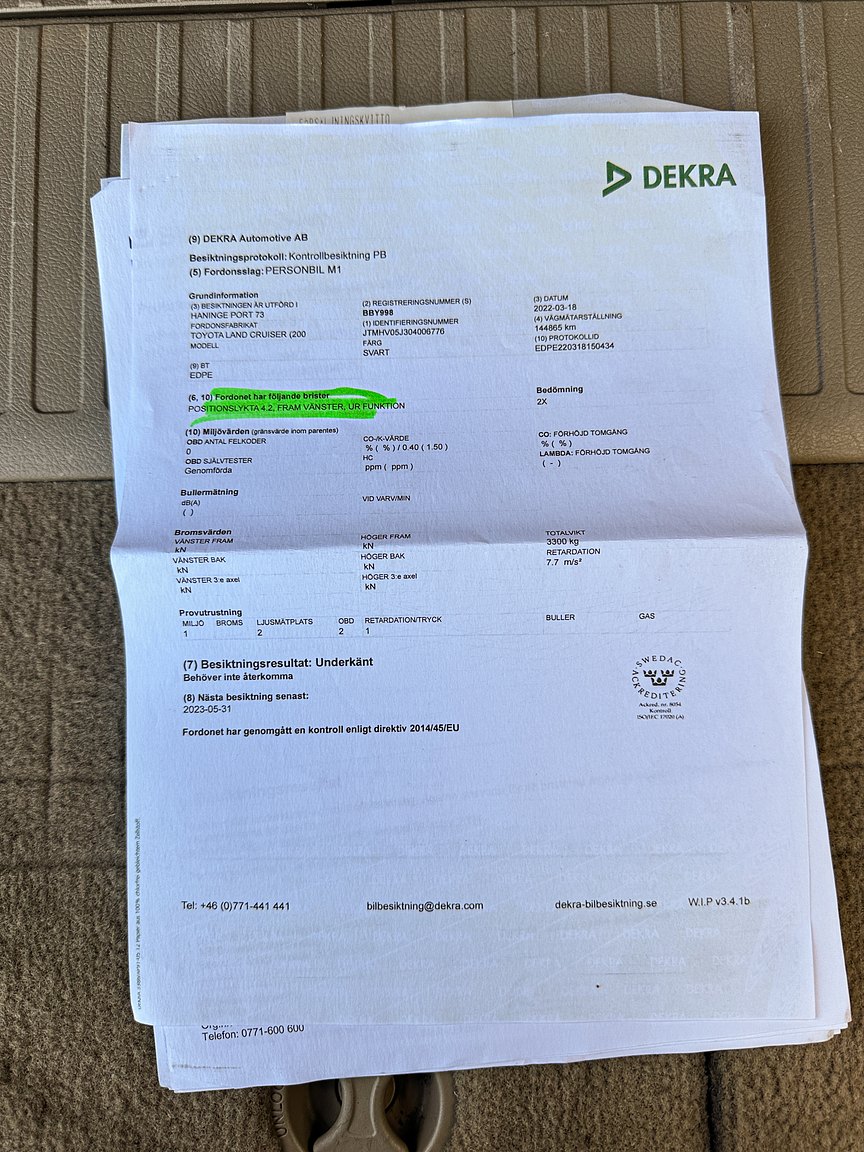 DEKRA
(9) DEKRA Automotive AB
Besiktningsprotokoll: Kontrollbesiktning PB
(5) Fordonsslag: PERSONBIL M1
Grundinformation
(3) BESIKTNINGEN ÄR UTFÖRD I
HANINGE PORT 73
FORDONSFABRIKAT
TOYOTA LAND CRUISER (200
MODELL
(2) REGISTRERINGSNUMMER (S)
BBY998
(1) IDENTIFIERINGSNUMMER
JTMHV05J304006776
FÄRG
SVART
(3) DATUM
2022-03-18
(4) VÄGMÄTARSTÄLLNING
144865 km
(10) PROTOKOLLID
EDPE220318150434
(9) BT
EDPE
(6, 10) Fordonet har följande brister
POSITIONSLYKTA 4.2, FRAM VÄNSTER, UR FUNKTION
Bedömning
2X
(10) Miljövärden (gränsvärde inom parentes)
OBD ANTAL FELKODER
0
OBD SJÄLVTESTER
Genomförda
CO-/K-VÄRDE
% ( % ) / 0.40 ( 1.50 )
HC
ppm ( ppm )
CO: FÖRHÖJD TOMGÅNG
% ( % )
LAMBDA: FÖRHÖJD TOMGÅNG
( - )
Bullermätning
dB(A)
( )
VID VARV/MIN
Bromsvärden
VÄNSTER FRAM
kN
VÄNSTER BAK
kN
VÄNSTER 3:e axel
kN
HÖGER FRAM
kN
HÖGER BAK
kN
HÖGER 3:e axel
kN
TOTALVIKT
3300 kg
RETARDATION
7.7 m/s²
Provutrustning
MILJÖ BROMS LJUSMÄTPLATS OBD RETARDATION/TRYCK BULLER GAS
1 2 2 1
(7) Besiktningsresultat: Underkänt
Behöver inte återkomma
(8) Nästa besiktning senast:
2023-05-31
Fordonet har genomgått en kontroll enligt direktiv 2014/45/EU
SWEDAC
ACKREDITERING
Ackred. nr. 8054
Kontroll
ISO/IEC 17020 (A)
Tel: +46 (0)771-441 441 bilbesiktning@dekra.com dekra-bilbesiktning.se W.I.P v3.4.1b
Telefon: 0771-600 600